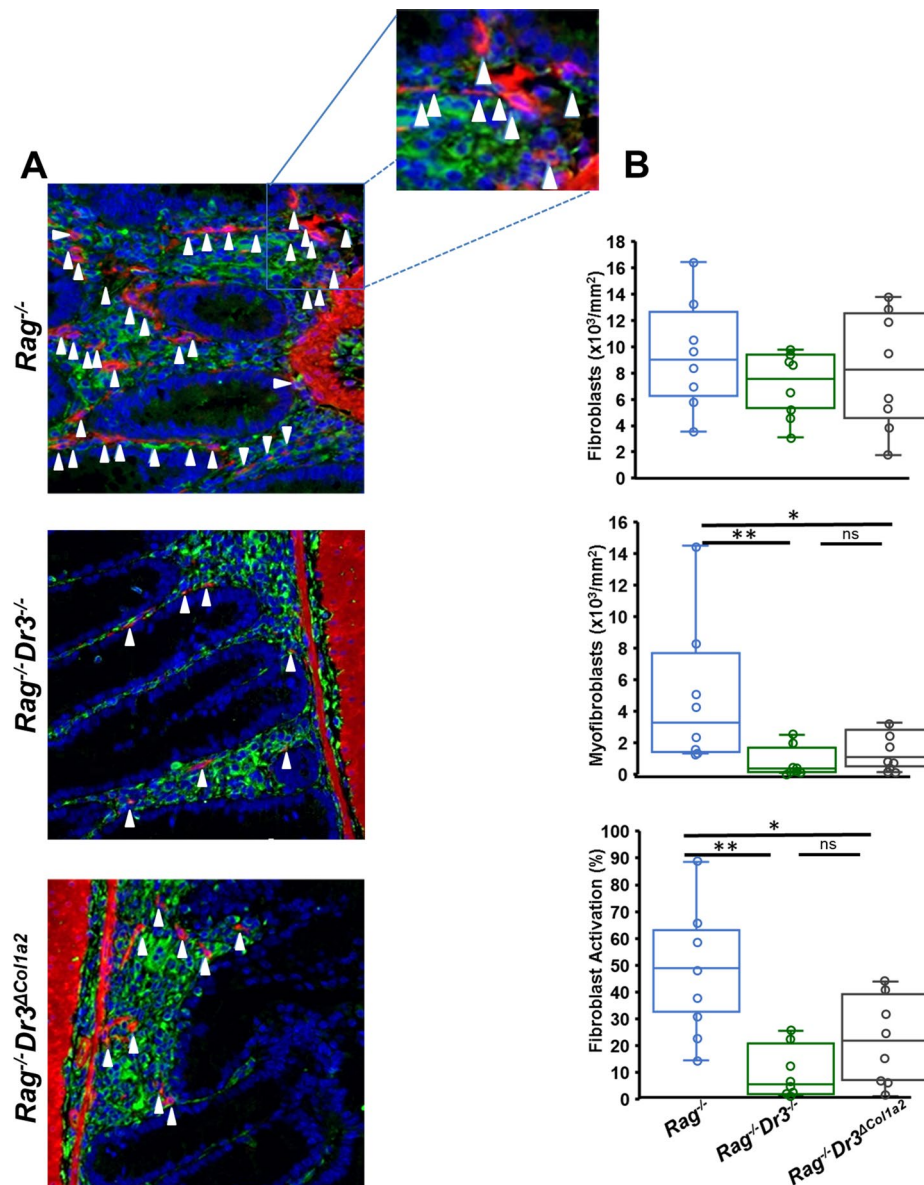 A
B
Rag-/-
Rag-/-Dr3-/-
Rag-/-Dr3ΔCol1a2
Fibroblasts (x10³/mm²)
18
16
14
12
10
8
6
4
2
0
Myofibroblasts (x10³/mm²)
16
14
12
10
8
6
4
2
0
*
**
ns
Fibroblast Activation (%)
100
90
80
70
60
50
40
30
20
10
0
*
**
ns
Rag-/-
Rag-/-Dr3-/-
Rag-/-Dr3ΔCol1a2